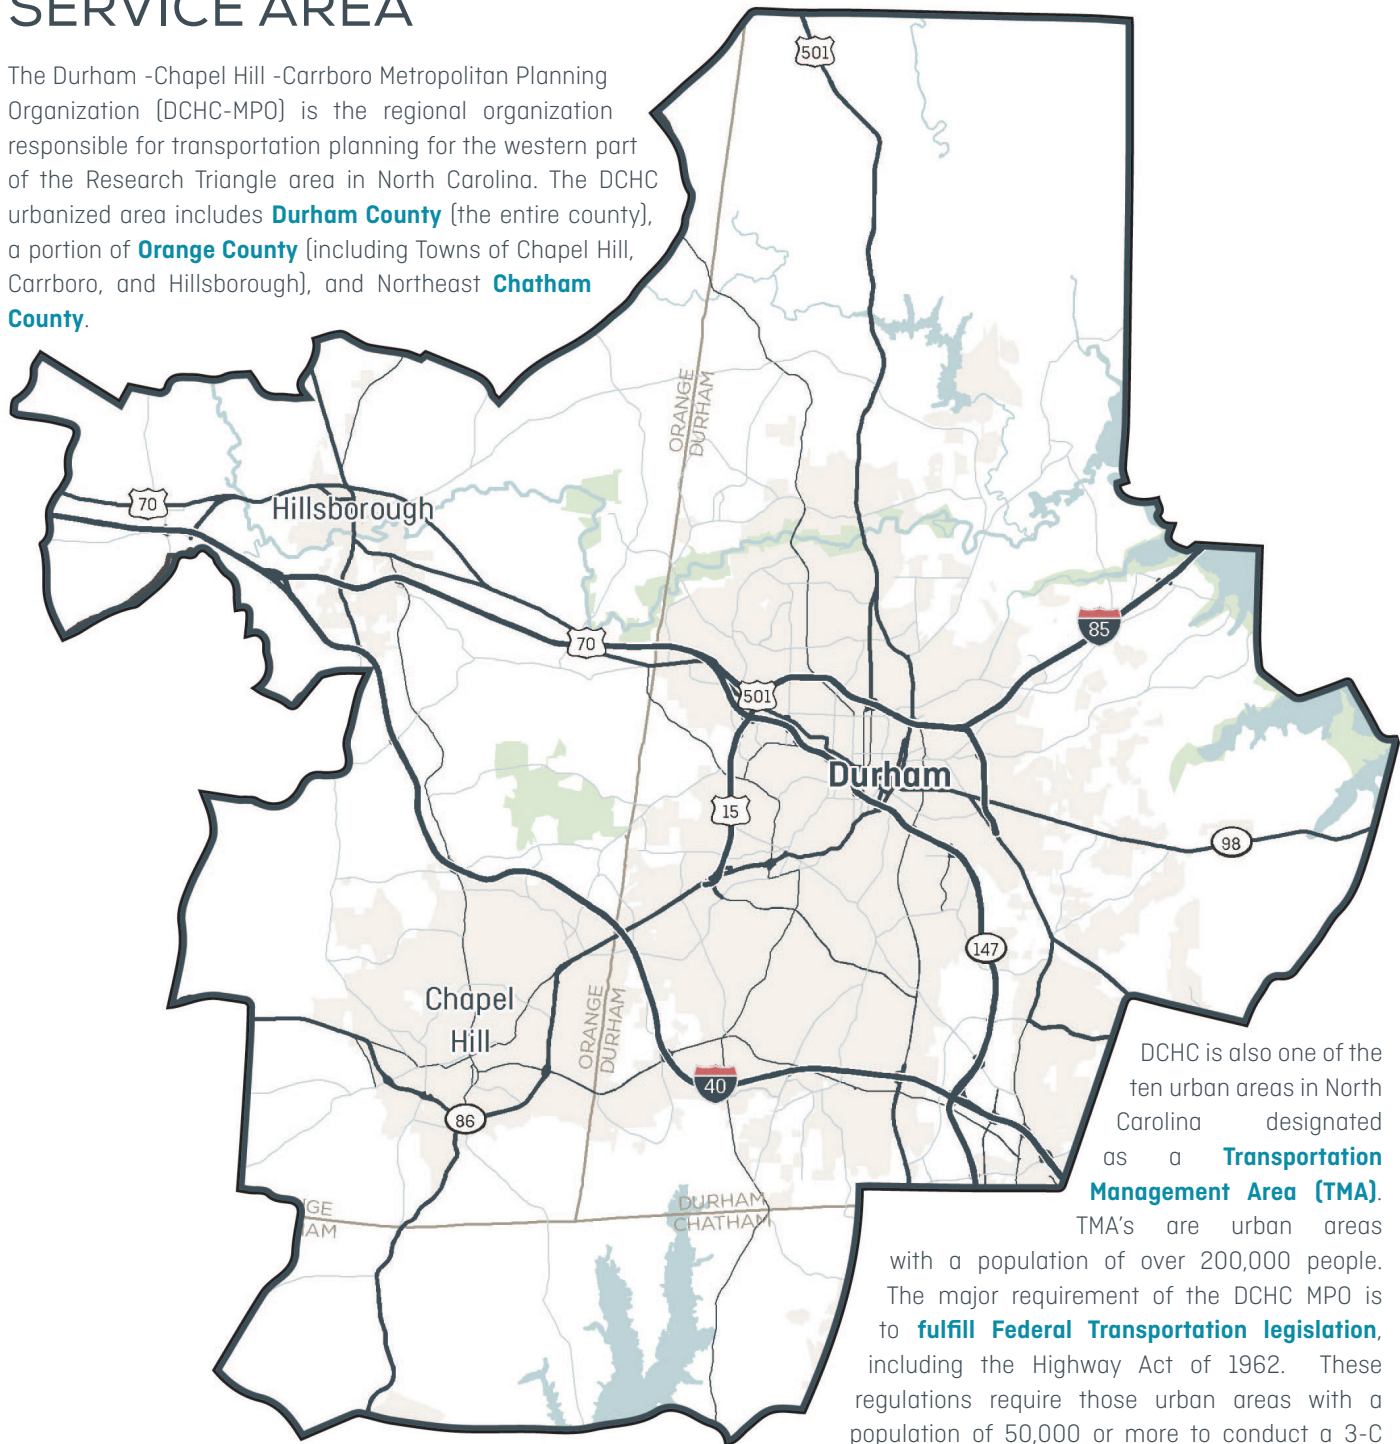 SERVICE AREA
The Durham -Chapel Hill -Carrboro Metropolitan Planning
Organization (DCHC-MPO) is the regional organization
responsible for transportation planning for the western part
of the Research Triangle area in North Carolina. The DCHC
urbanized area includes Durham County (the entire county),
a portion of Orange County (including Towns of Chapel Hill,
Carrboro, and Hillsborough), and Northeast Chatham
County.
501
ORANGE
DURHAM
70
Hillsborough
70
85
501
Durham
15
98
147
Chapel
Hill
ORANGE
DURHAM
40
86
GE
AM
DURHAM
CHATHAM
DCHC is also one of the
ten urban areas in North
Carolina designated
as a Transportation
Management Area (TMA).
TMA's are urban areas
with a population of over 200,000 people.
The major requirement of the DCHC MPO is
to fulfill Federal Transportation legislation,
including the Highway Act of 1962. These
regulations require those urban areas with a
population of 50,000 or more to conduct a 3-C